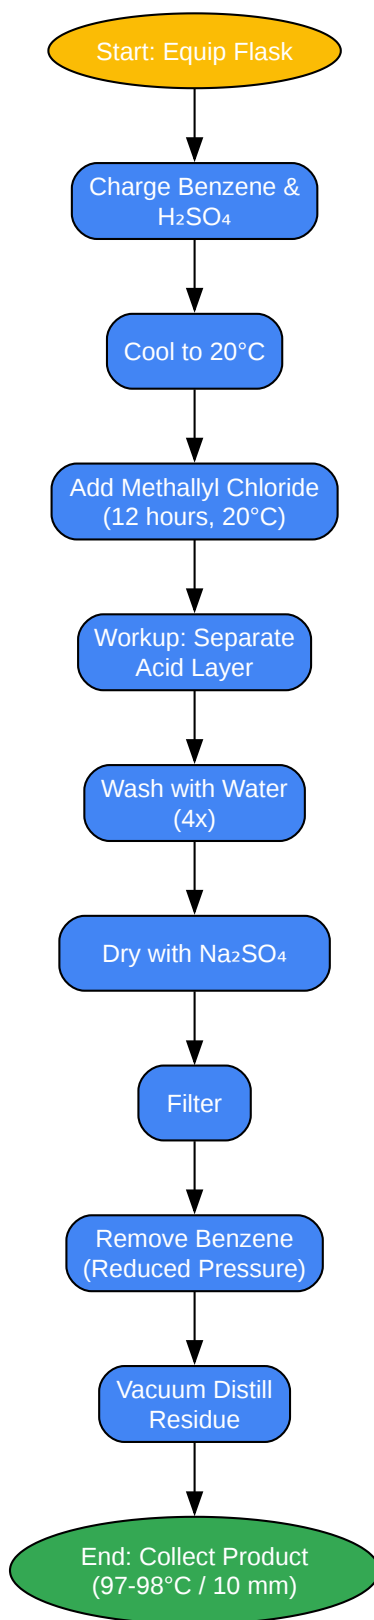 Start: Equip Flask
Charge Benzene &
H₂SO₄
Cool to 20°C
Add Methallyl Chloride
(12 hours, 20°C)
Workup: Separate
Acid Layer
Wash with Water
(4x)
Dry with Na₂SO₄
Filter
Remove Benzene
(Reduced Pressure)
Vacuum Distill
Residue
End: Collect Product
(97-98°C / 10 mm)